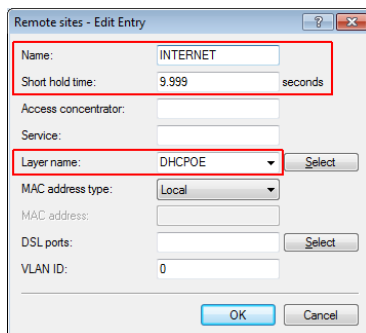 Remote sites - Edit Entry
Name: INTERNET
Short hold time: 9.999 seconds
Access concentrator:
Service:
Layer name: DHCPOE Select
MAC address type: Local
MAC address:
DSL ports: Select
VLAN ID: 0
OK Cancel